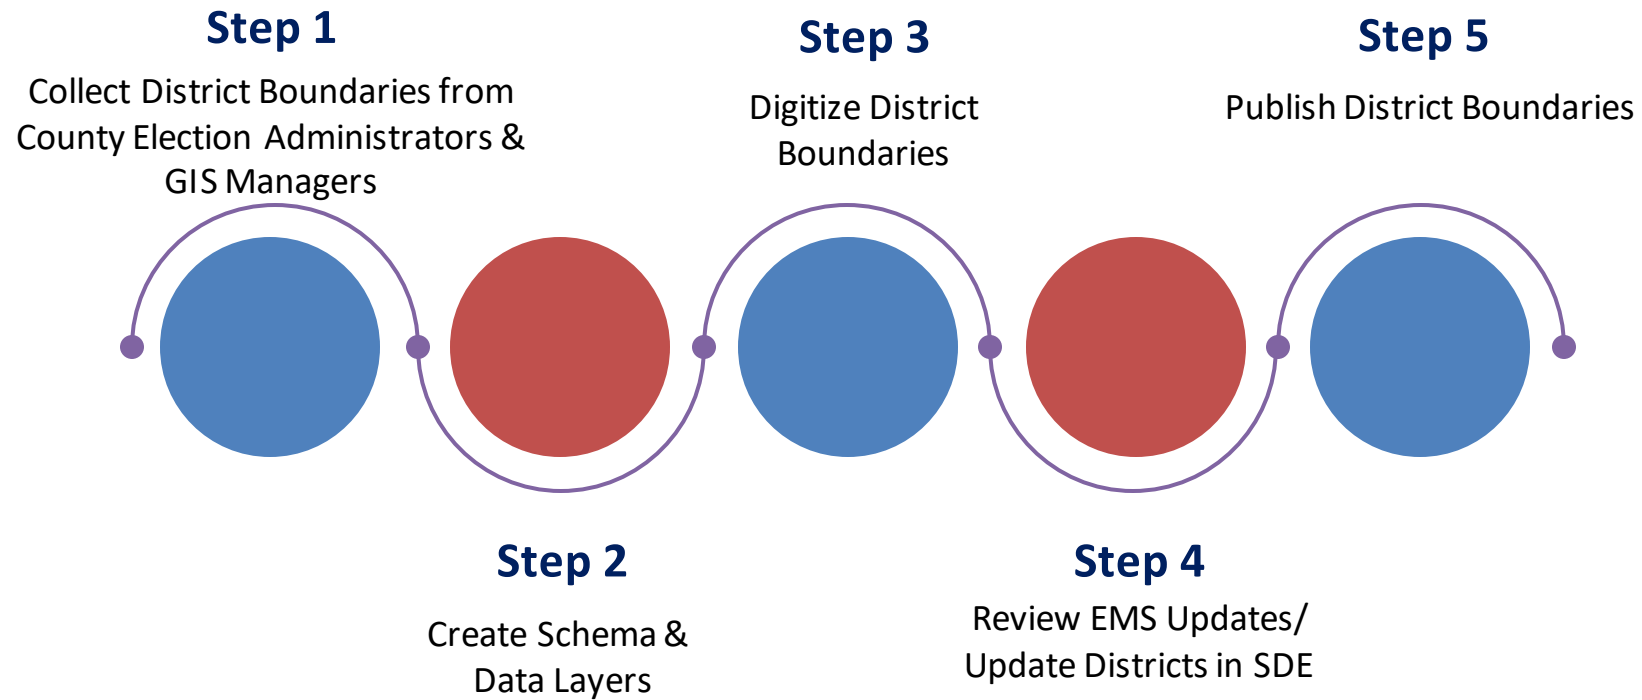 Step 1
Collect District Boundaries from
County Election Administrators &
GIS Managers
Step 2
Create Schema &
Data Layers
Step 3
Digitize District
Boundaries
Step 4
Review EMS Updates/
Update Districts in SDE
Step 5
Publish District Boundaries